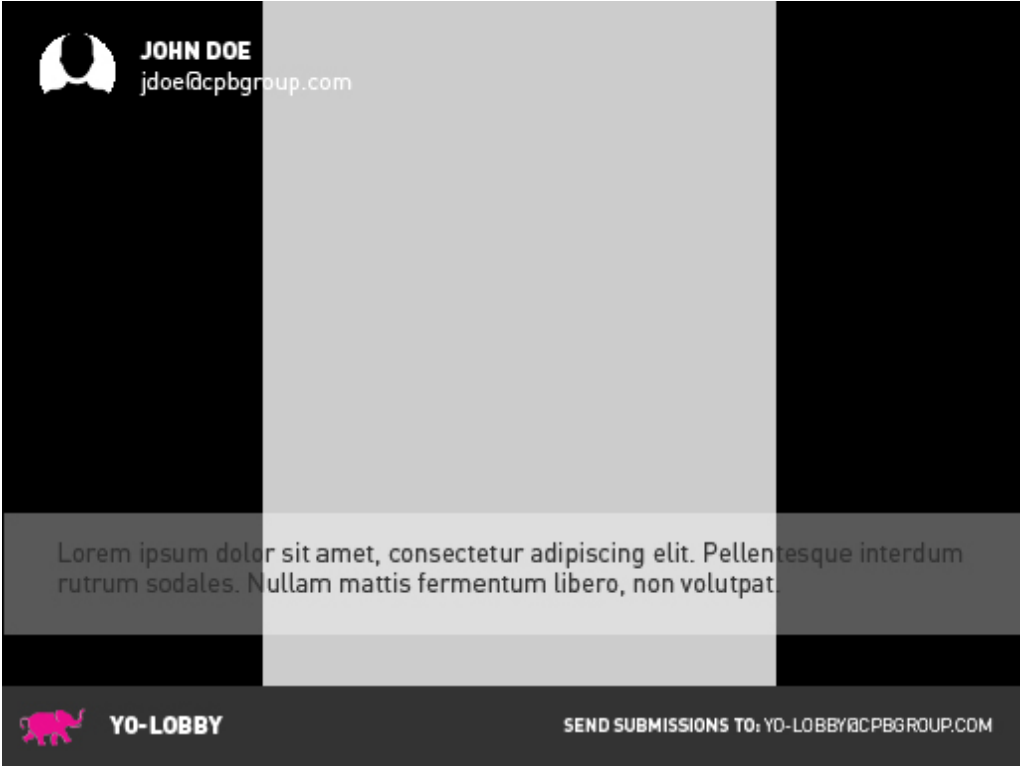 JOHN DOE
jdoe@cpbgroup.com
Lorem ipsum dolor sit amet, consectetur adipiscing elit. Pellentesque interdum
rutrum sodales. Nullam mattis fermentum libero, non volutpat.
YO-LOBBY
SEND SUBMISSIONS TO: YO-LOBBY@CPBGROUP.COM